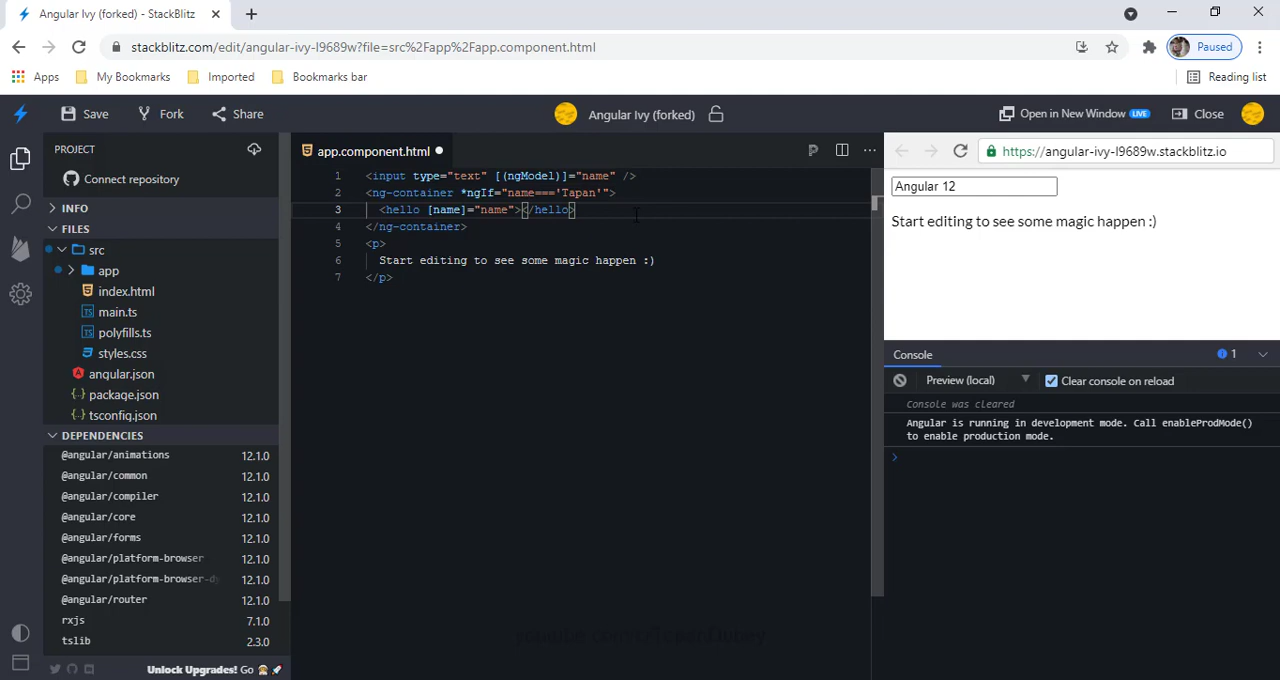 Angular Ivy (forked) - StackBlitz
stackblitz.com/edit/angular-ivy-l9689w?file=src%2Fapp%2Fapp.component.html
Paused
Apps My Bookmarks Imported Bookmarks bar Reading list
Save Fork Share Angular Ivy (forked) Open in New Window LIVE Close
PROJECT
Connect repository
INFO
FILES
src
app
index.html
main.ts
polyfills.ts
styles.css
angular.json
package.json
tsconfig.json
DEPENDENCIES
@angular/animations 12.1.0
@angular/common 12.1.0
@angular/compiler 12.1.0
@angular/core 12.1.0
@angular/forms 12.1.0
@angular/platform-browser 12.1.0
@angular/platform-browser-d 12.1.0
@angular/router 12.1.0
rxjs 7.1.0
tslib 2.3.0
Unlock Upgrades! Go
app.component.html
1 <input type="text" [(ngModel)]="name" />
2 <ng-container *ngIf="name==='Tapan'">
3 <hello [name]="name"></hello>
4 </ng-container>
5 <p>
6 Start editing to see some magic happen :)
7 </p>
https://angular-ivy-l9689w.stackblitz.io
Angular 12
Start editing to see some magic happen :)
Console 1
Preview (local) Clear console on reload
Console was cleared
Angular is running in development mode. Call enableProdMode()
to enable production mode.